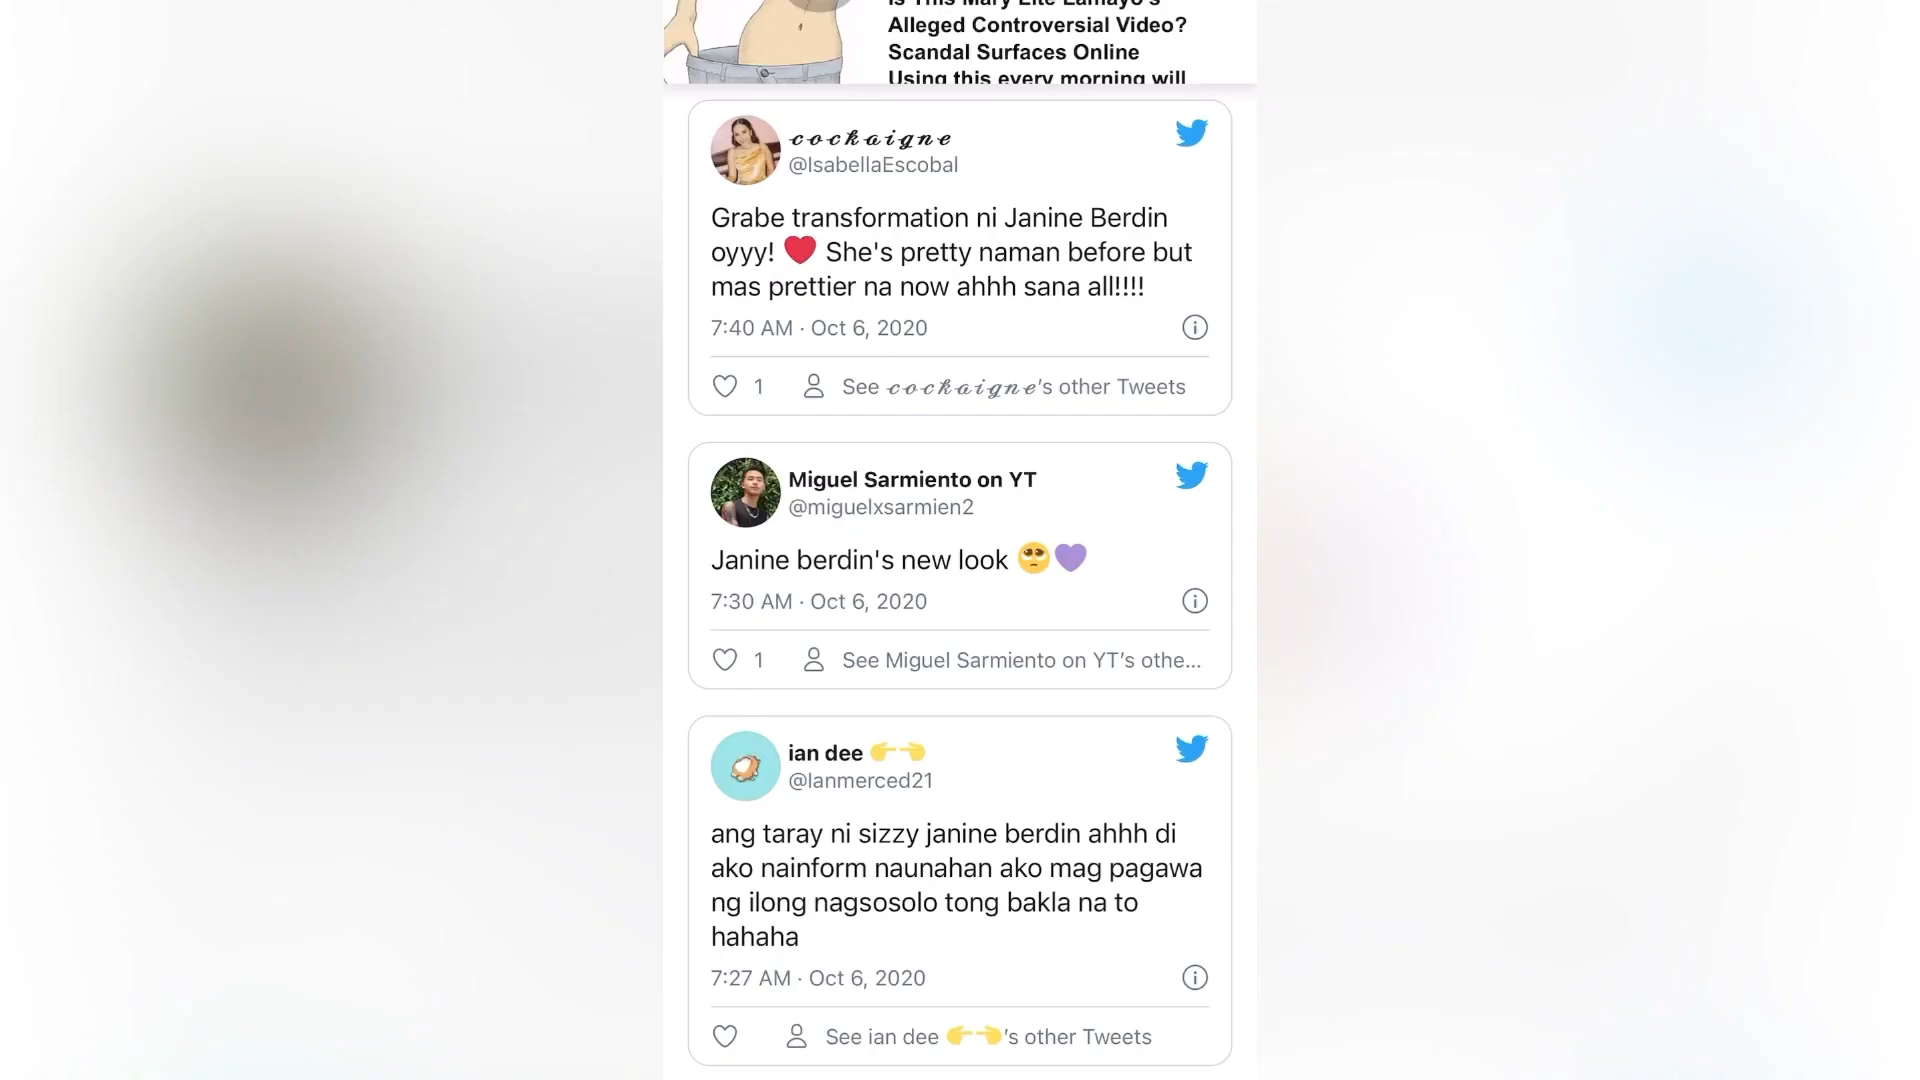 Is This Mary Lite Lamayo's
Alleged Controversial Video?
Scandal Surfaces Online
Using this every morning will
𝓬𝓸𝓬𝓴𝓪𝓲𝓰𝓷𝓮
@IsabellaEscobal
Grabe transformation ni Janine Berdin
oyyy! ❤️ She's pretty naman before but
mas prettier na now ahhh sana all!!!!
7:40 AM · Oct 6, 2020
1 See 𝓬𝓸𝓬𝓴𝓪𝓲𝓰𝓷𝓮's other Tweets
Miguel Sarmiento on YT
@miguelxsarmien2
Janine berdin's new look 🥺💜
7:30 AM · Oct 6, 2020
1 See Miguel Sarmiento on YT's othe...
ian dee 👉👈
@Ianmerced21
ang taray ni sizzy janine berdin ahhh di
ako nainform naunahan ako mag pagawa
ng ilong nagsosolo tong bakla na to
hahaha
7:27 AM · Oct 6, 2020
See ian dee 👉👈's other Tweets